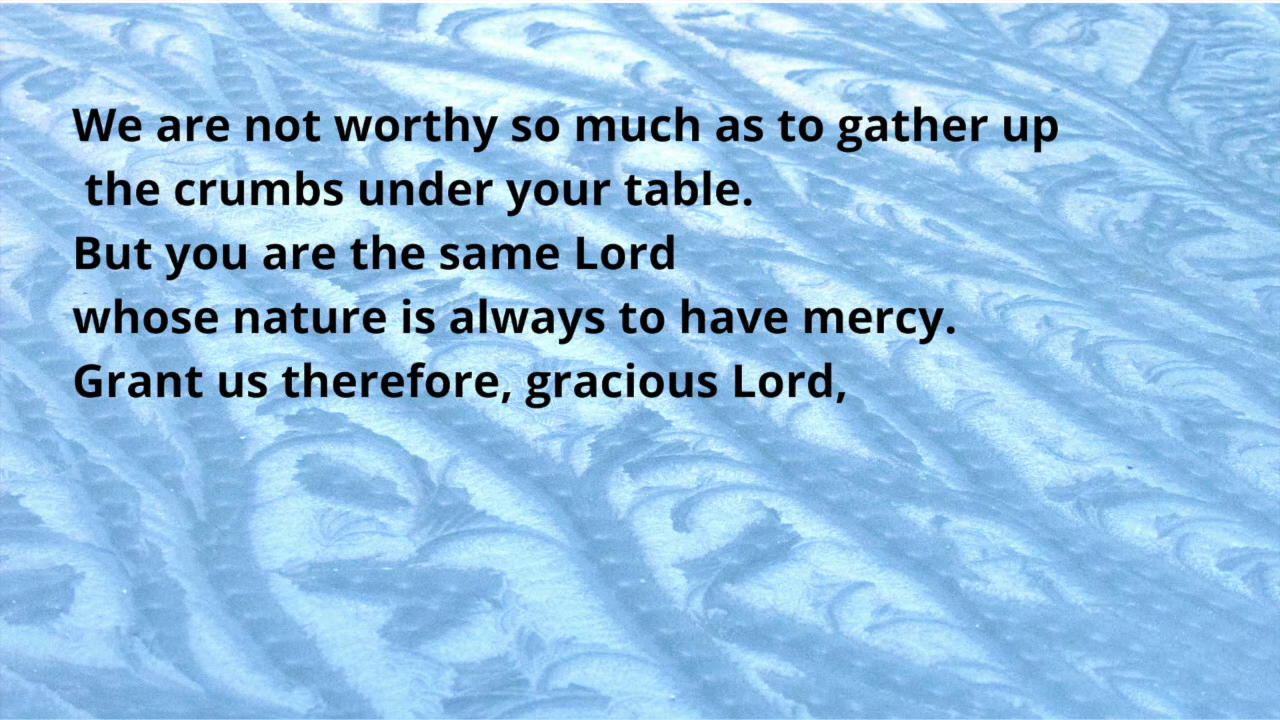 We are not worthy so much as to gather up
the crumbs under your table.
But you are the same Lord
whose nature is always to have mercy.
Grant us therefore, gracious Lord,